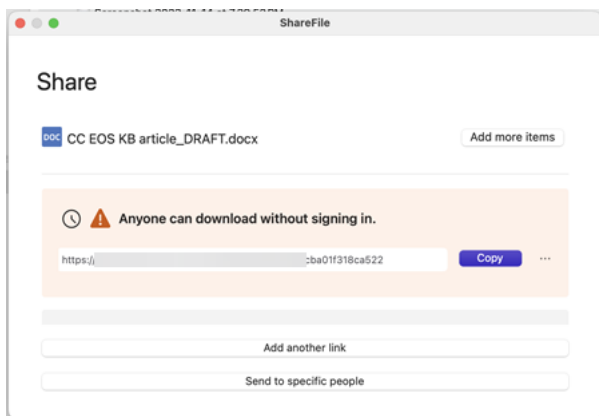 ShareFile
Share
DOC CC EOS KB article_DRAFT.docx Add more items
Anyone can download without signing in.
https:/ cba01f318ca522 Copy ...
Add another link
Send to specific people